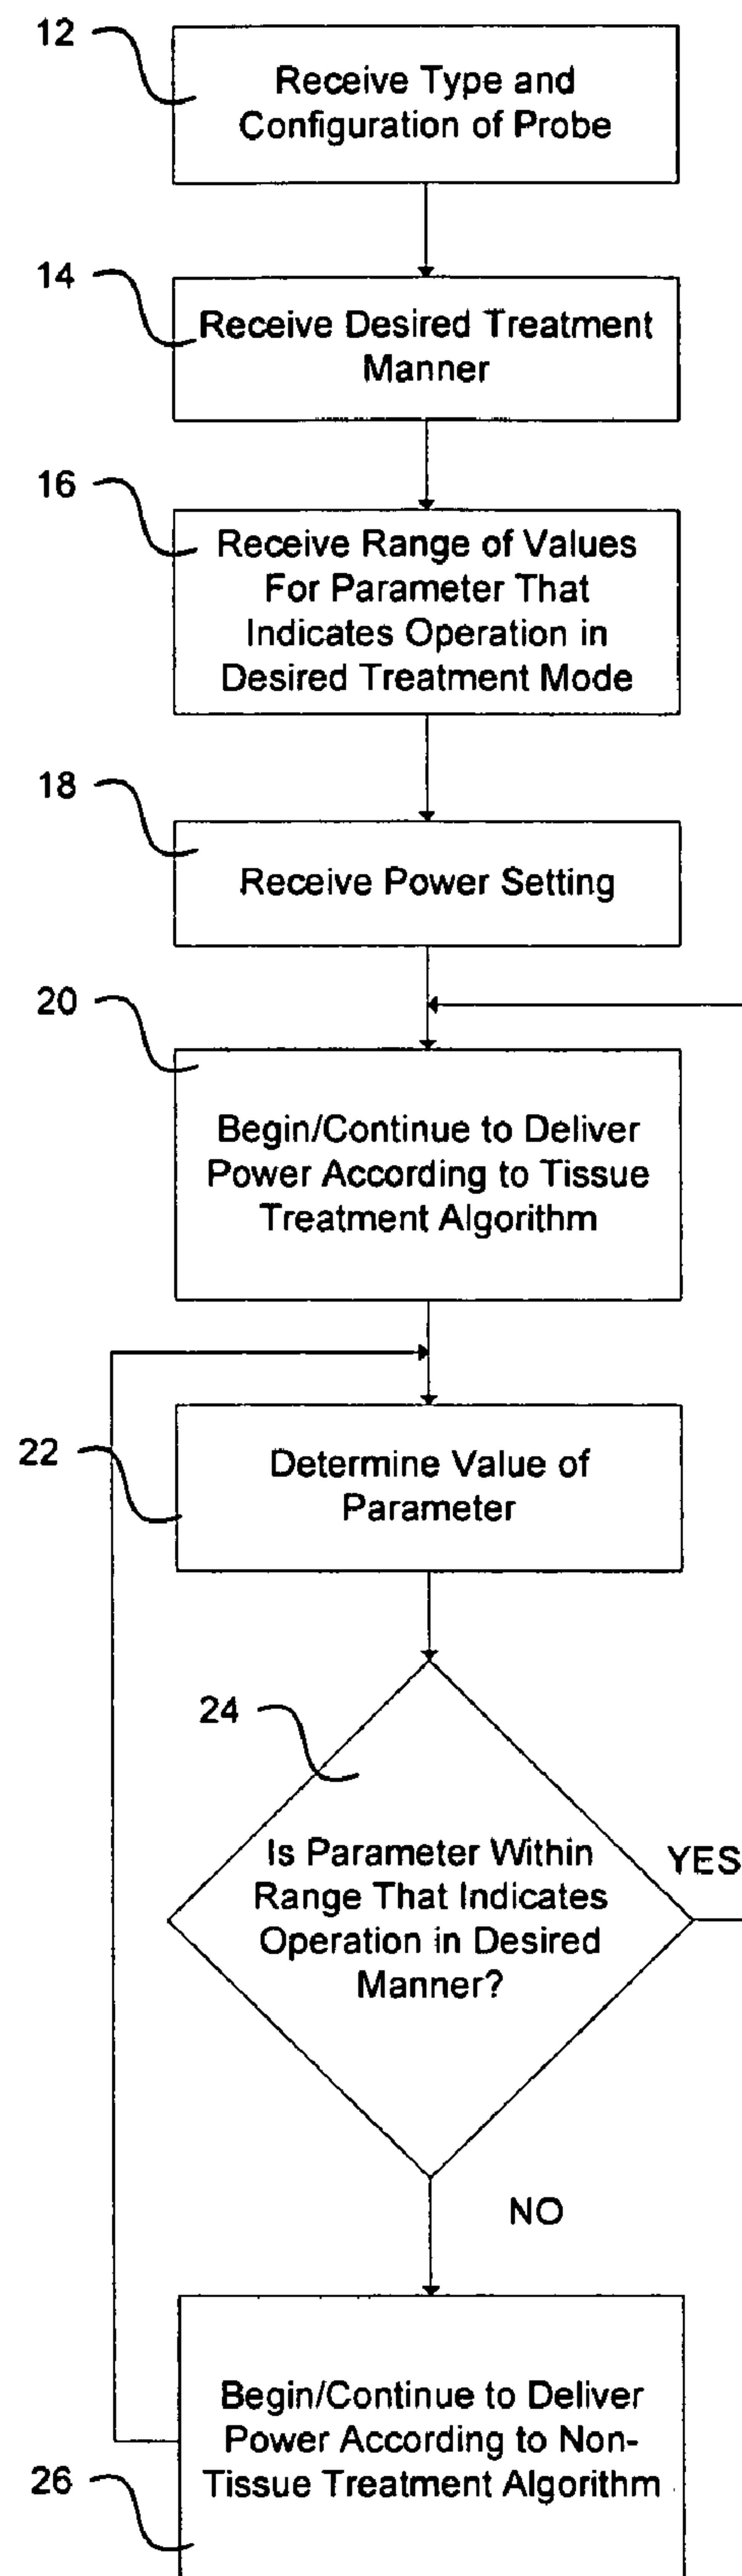 12
Receive Type and
Configuration of Probe
14
Receive Desired Treatment
Manner
16
Receive Range of Values
For Parameter That
Indicates Operation in
Desired Treatment Mode
18
Receive Power Setting
20
Begin/Continue to Deliver
Power According to Tissue
Treatment Algorithm
22
Determine Value of
Parameter
24
Is Parameter Within
Range That Indicates
Operation in Desired
Manner?
YES
NO
Begin/Continue to Deliver
Power According to Non-
Tissue Treatment Algorithm
26